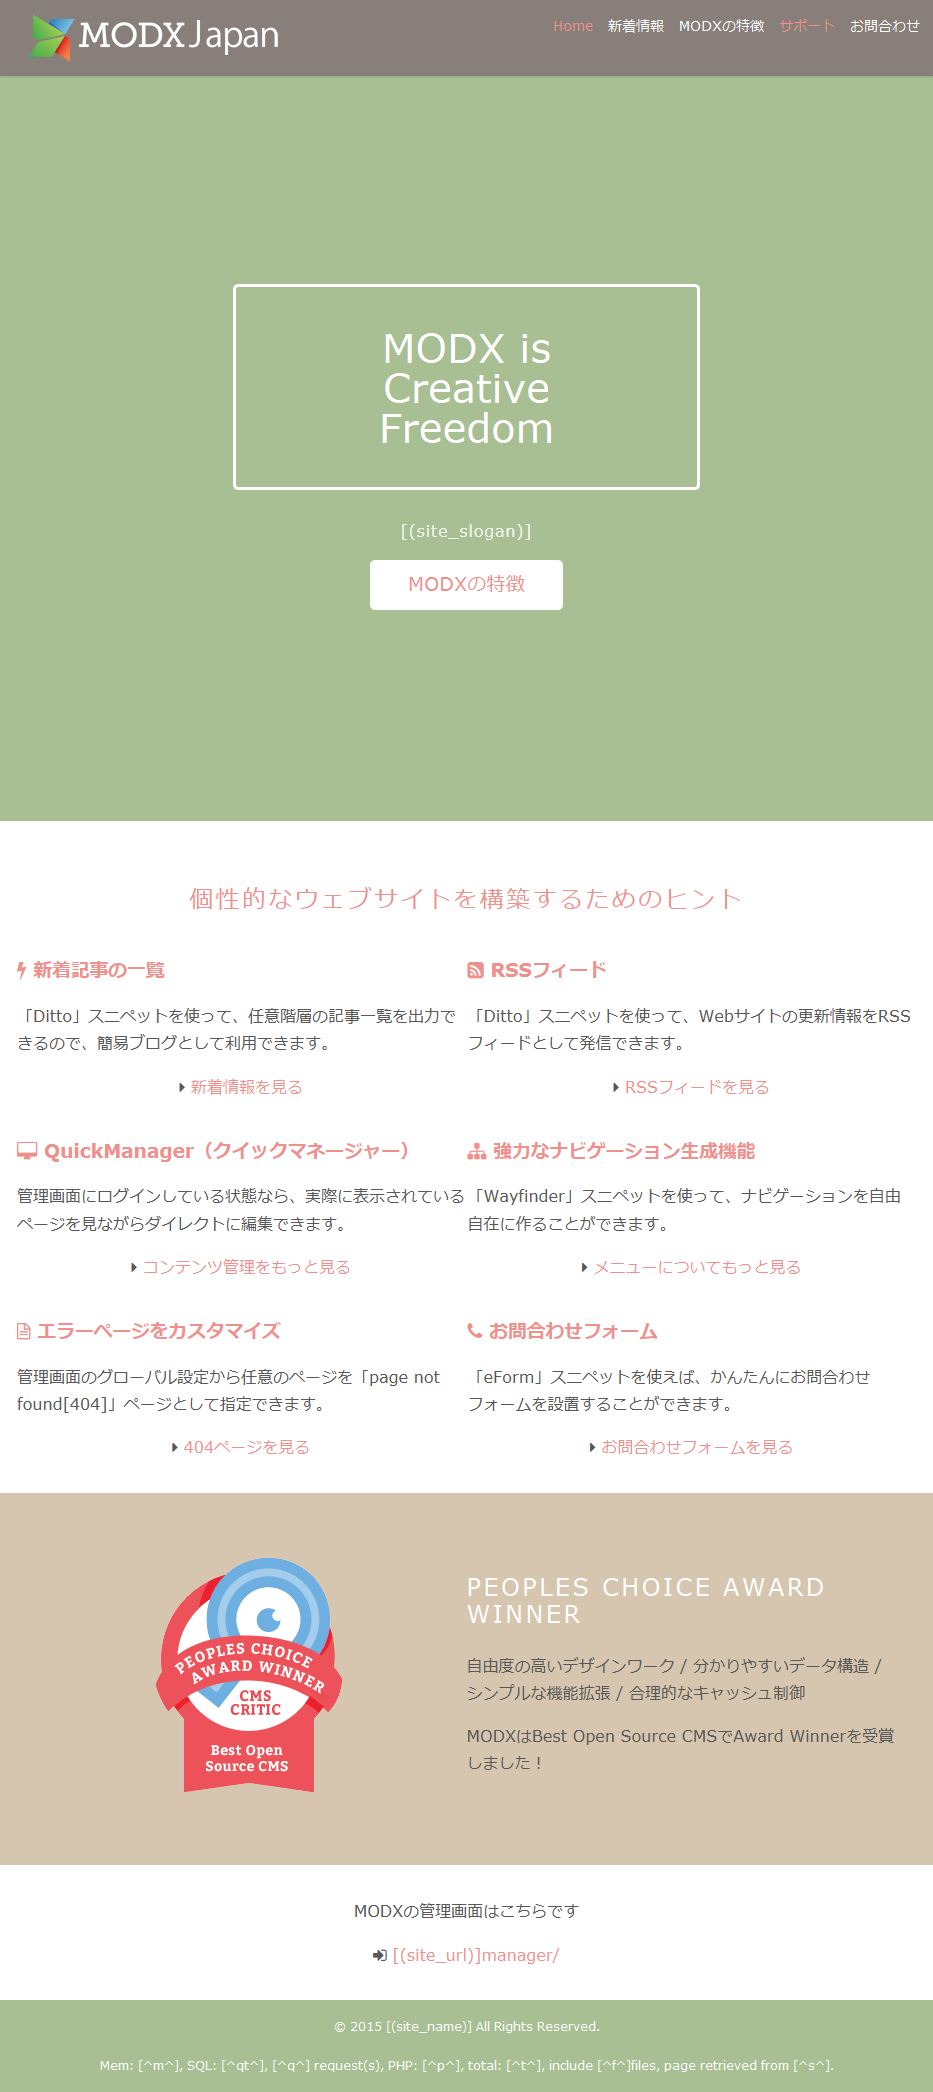 MODX Japan
Home 新着情報 MODXの特徴 サポート お問合わせ
MODX is
Creative
Freedom
[(site_slogan)]
MODXの特徴
個性的なウェブサイトを構築するためのヒント
新着記事の一覧
「Ditto」スニペットを使って、任意階層の記事一覧を出力で
きるので、簡易ブログとして利用できます。
新着情報を見る
RSSフィード
「Ditto」スニペットを使って、Webサイトの更新情報をRSS
フィードとして発信できます。
RSSフィードを見る
QuickManager（クイックマネージャー）
管理画面にログインしている状態なら、実際に表示されている
ページを見ながらダイレクトに編集できます。
コンテンツ管理をもっと見る
強力なナビゲーション生成機能
「Wayfinder」スニペットを使って、ナビゲーションを自由
自在に作ることができます。
メニューについてもっと見る
エラーページをカスタマイズ
管理画面のグローバル設定から任意のページを「page not
found[404]」ページとして指定できます。
404ページを見る
お問合わせフォーム
「eForm」スニペットを使えば、かんたんにお問合わせ
フォームを設置することができます。
お問合わせフォームを見る
PEOPLES CHOICE
AWARD WINNER
CMS
CRITIC
Best Open
Source CMS
PEOPLES CHOICE AWARD
WINNER
自由度の高いデザインワーク / 分かりやすいデータ構造 /
シンプルな機能拡張 / 合理的なキャッシュ制御
MODXはBest Open Source CMSでAward Winnerを受賞
しました！
MODXの管理画面はこちらです
[(site_url)]manager/
© 2015 [(site_name)] All Rights Reserved.
Mem: [^m^], SQL: [^qt^], [^q^] request(s), PHP: [^p^], total: [^t^], include [^f^]files, page retrieved from [^s^].